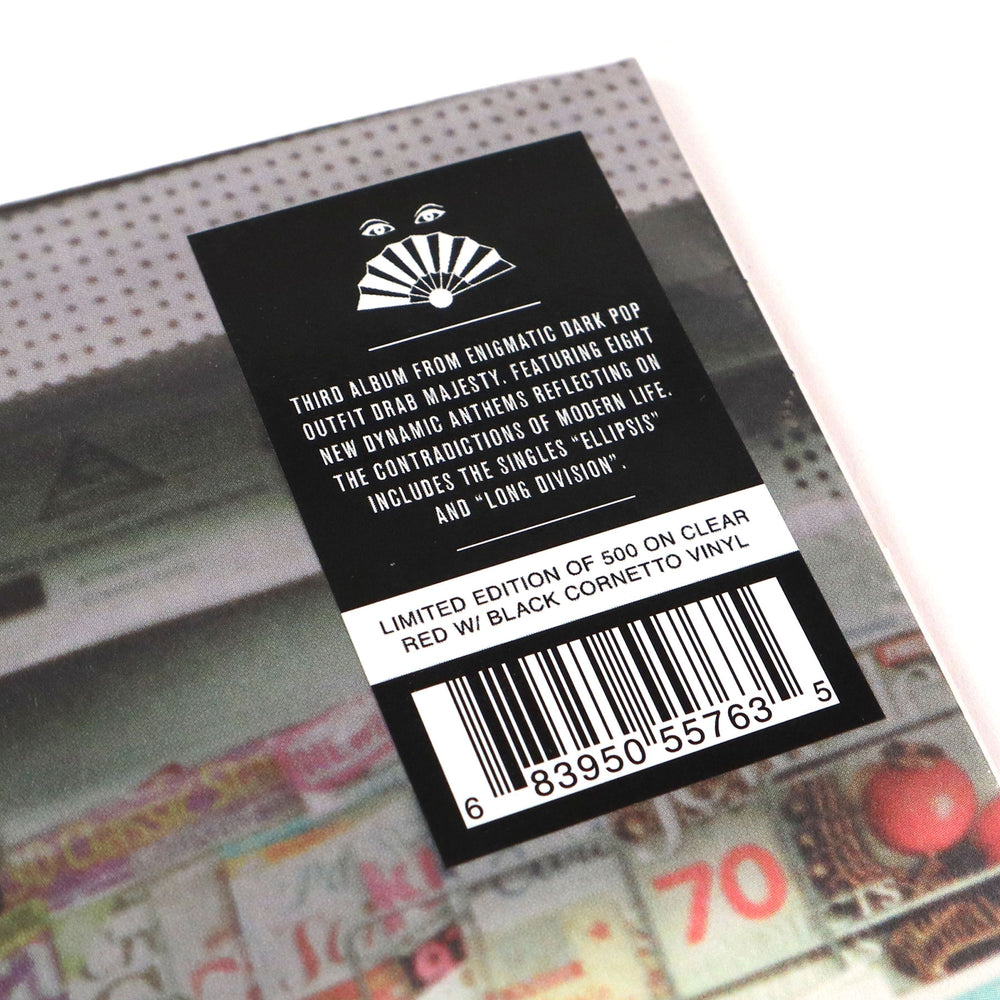 THIRD ALBUM FROM ENIGMATIC DARK POP
OUTFIT DRAB MAJESTY. FEATURING EIGHT
NEW DYNAMIC ANTHEMS REFLECTING ON
THE CONTRADICTIONS OF MODERN LIFE.
INCLUDES THE SINGLES "ELLIPSIS"
AND "LONG DIVISION".
LIMITED EDITION OF 500 ON CLEAR
RED W/ BLACK CORNETTO VINYL
6 83950 55763 5
70